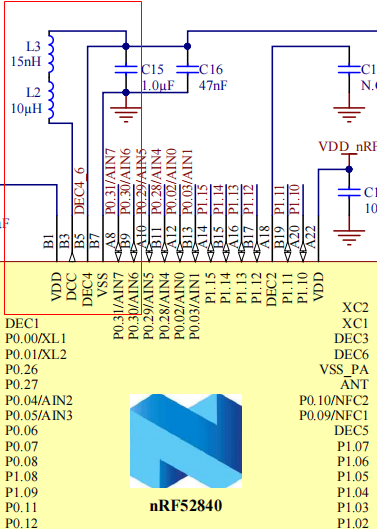 L3
15nH
L2
10µH
C15
1.0µF
C16
47nF
VDD_nRF
DEC4_6
P0.31/AIN7
P0.30/AIN6
P0.29/AIN5
P0.28/AIN4
P0.02/AIN0
P0.03/AIN1
P1.15
P1.14
P1.13
P1.12
P1.11
P1.10
B1
B3
B5
B7
A8
B9
A10
B11
A12
B13
A14
B15
A16
B17
A18
B19
A20
A22
VDD
DCC
DEC4
VSS
P0.31/AIN7
P0.30/AIN6
P0.29/AIN5
P0.28/AIN4
P0.02/AIN0
P0.03/AIN1
P1.15
P1.14
P1.13
P1.12
DEC2
P1.11
P1.10
VDD
DEC1
P0.00/XL1
P0.01/XL2
P0.26
P0.27
P0.04/AIN2
P0.05/AIN3
P0.06
P0.07
P0.08
P1.08
P1.09
P0.11
P0.12
XC2
XC1
DEC3
DEC6
VSS_PA
ANT
P0.10/NFC2
P0.09/NFC1
DEC5
P1.07
P1.06
P1.05
P1.04
P1.03
P1.02
nRF52840